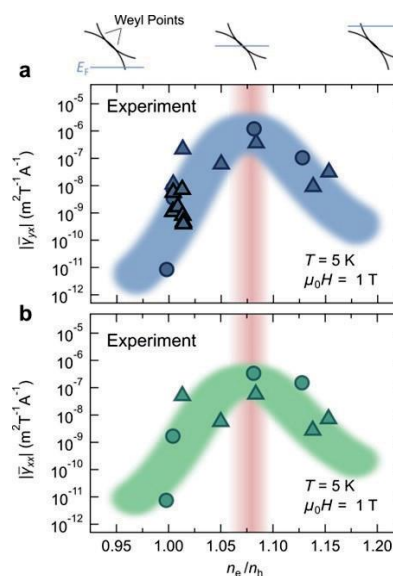 Weyl Points
E_F
a
Experiment
|γ̄_yx| (m²T⁻¹A⁻¹)
10⁻⁵
10⁻⁶
10⁻⁷
10⁻⁸
10⁻⁹
10⁻¹⁰
10⁻¹¹
10⁻¹²
T = 5 K
μ₀H = 1 T
b
Experiment
|γ̄_xx| (m²T⁻¹A⁻¹)
10⁻⁵
10⁻⁶
10⁻⁷
10⁻⁸
10⁻⁹
10⁻¹⁰
10⁻¹¹
10⁻¹²
T = 5 K
μ₀H = 1 T
0.95 1.00 1.05 1.10 1.15 1.20
n_e/n_h